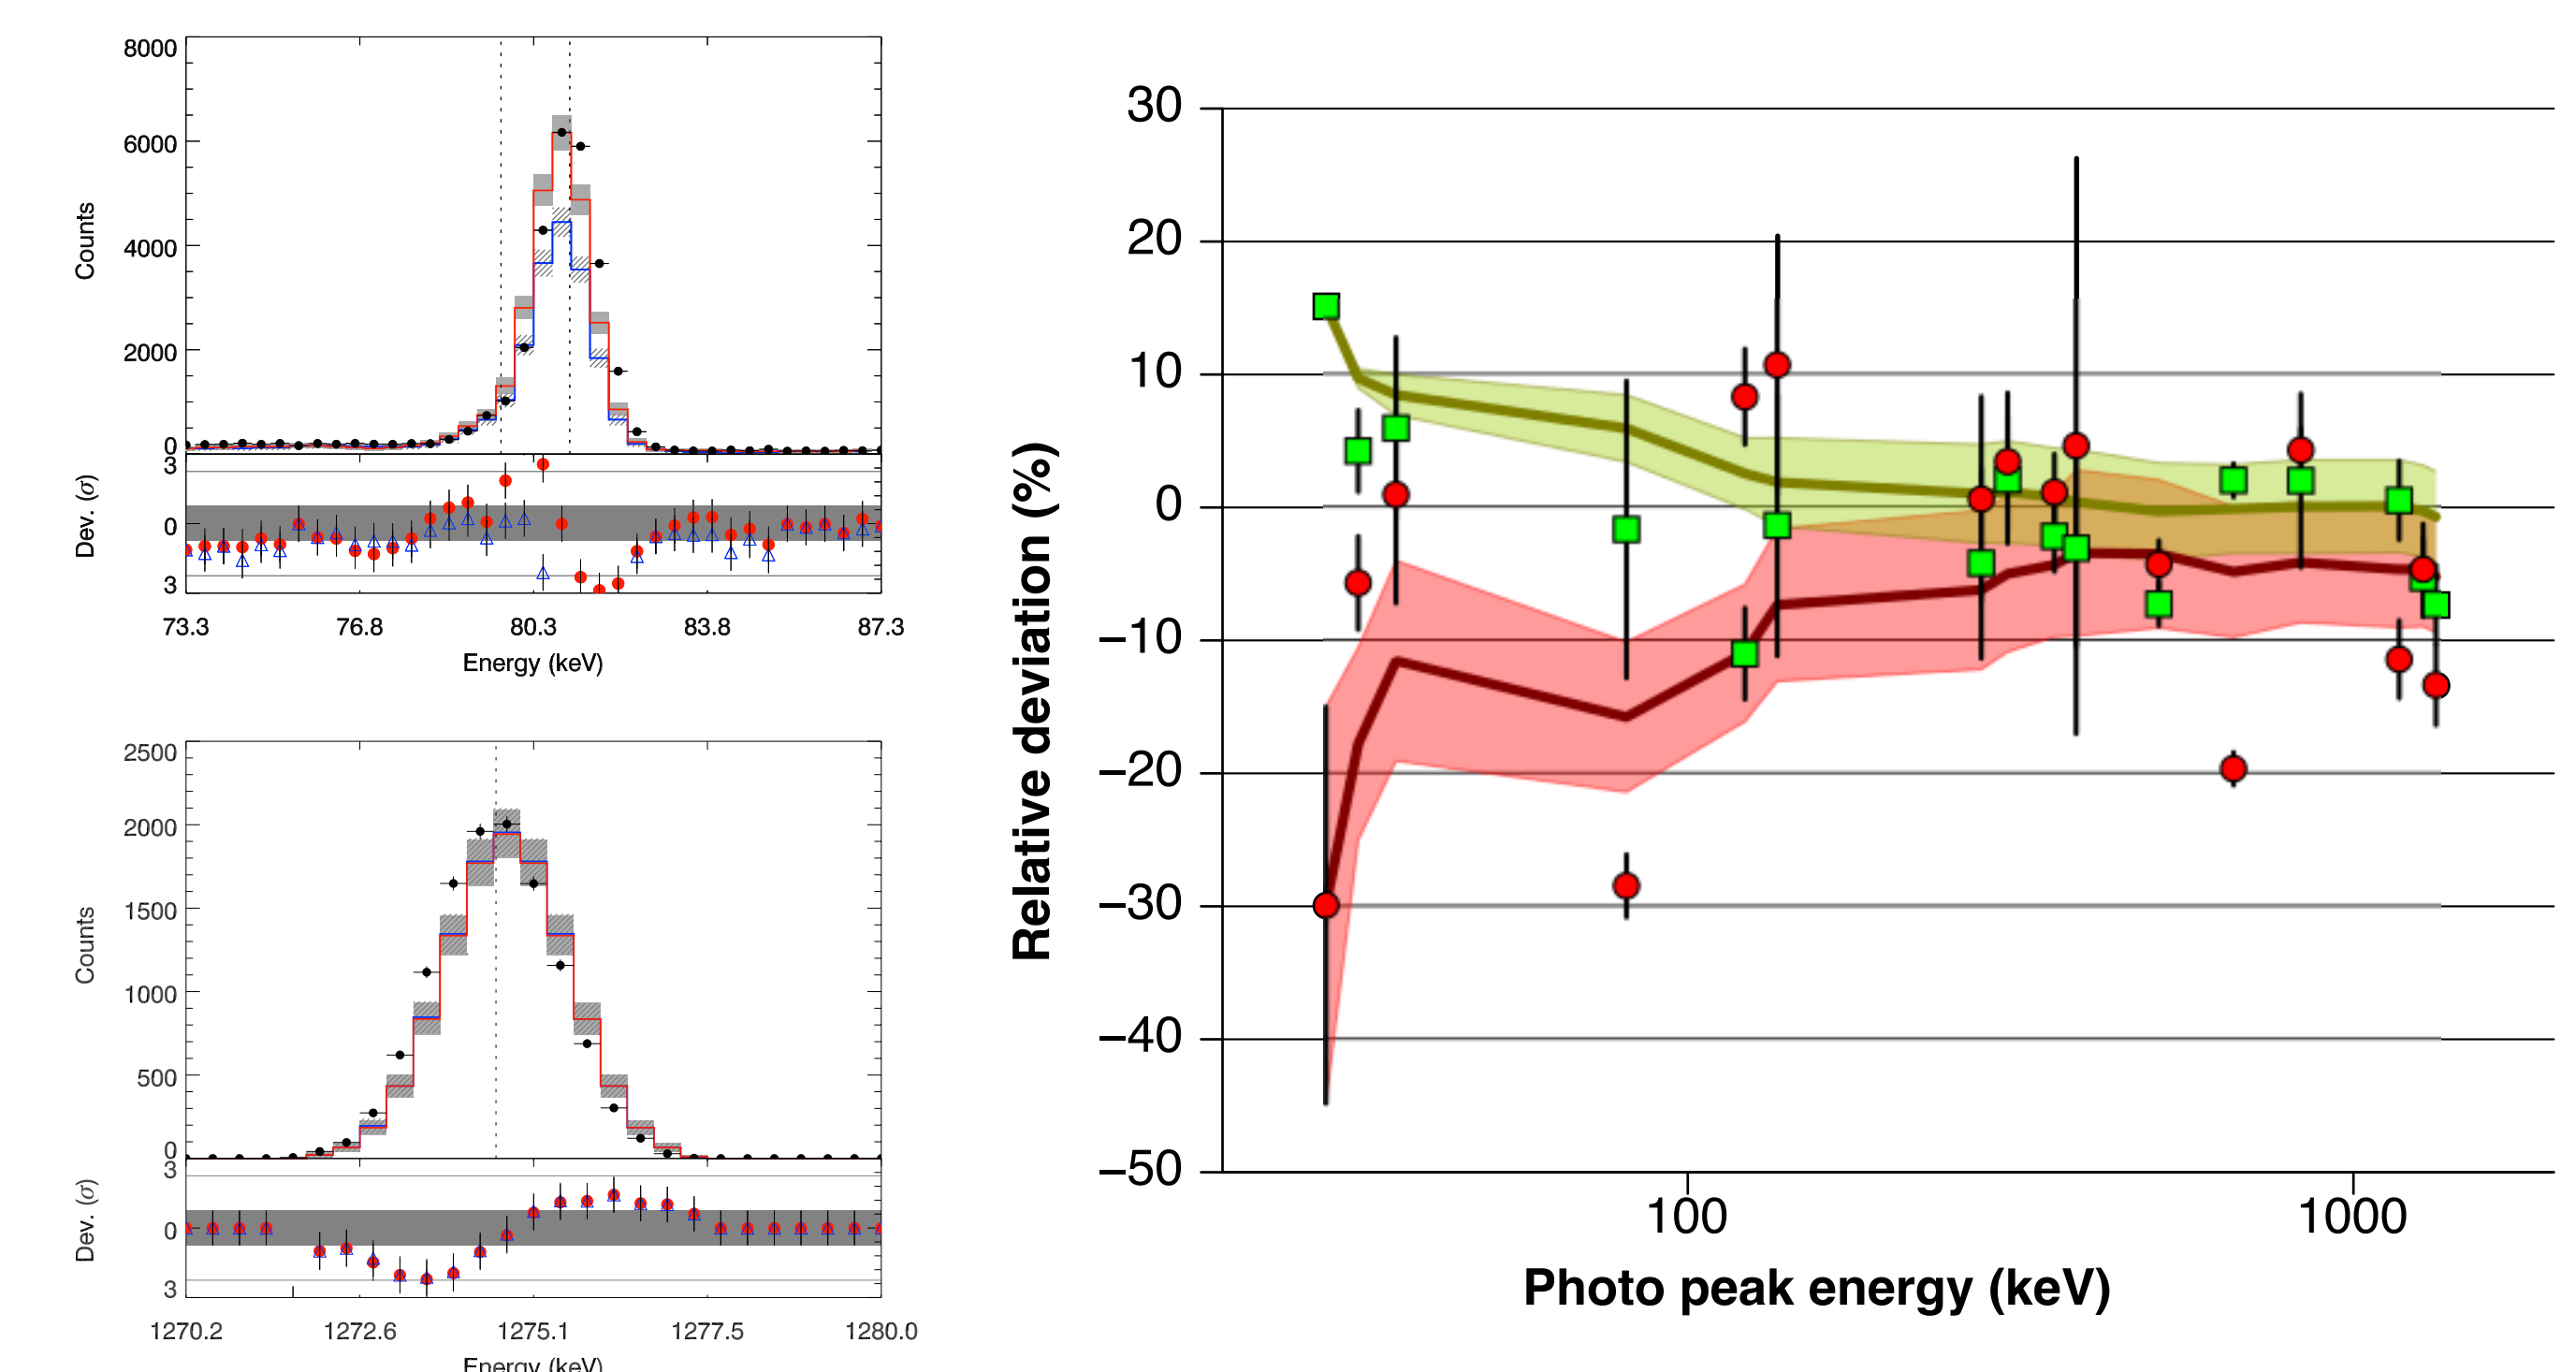 8000
6000
4000
2000
0
Counts
3
0
3
Dev. (σ)
73.3 76.8 80.3 83.8 87.3
Energy (keV)
2500
2000
1500
1000
500
0
Counts
3
0
3
Dev. (σ)
1270.2 1272.6 1275.1 1277.5 1280.0
Energy (keV)
30
20
10
0
−10
−20
−30
−40
−50
Relative deviation (%)
100 1000
Photo peak energy (keV)